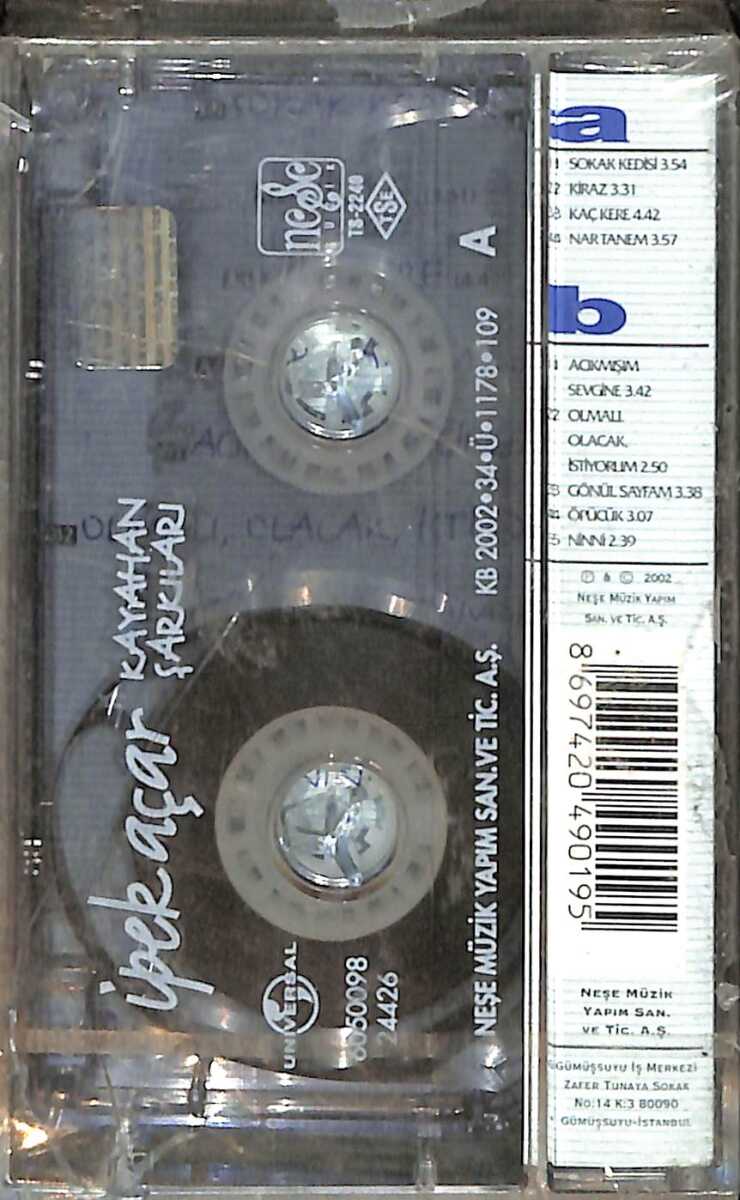 ipek açar
KAYAHAN
ŞARKILARI
neşe
MÜZİK
TS-2240
TSE
A
UNIVERSAL
6050098
24426
NEŞE MÜZİK YAPIM SAN.VE TİC. A.Ş. KB 2002•34•Ü•1178•109
a
1 SOKAK KEDİSİ 3.54
2 KİRAZ 3.31
3 KAÇ KERE 4.42
4 NAR TANEM 3.57
b
1 ACIKMIŞIM
SEVGİNE 3.42
2 OLMALI,
OLACAK,
İSTİYORUM 2.50
3 GÖNÜL SAYFAM 3.38
4 ÖPÜCÜK 3.07
5 NİNNİ 2.39
℗ & © 2002
NEŞE MÜZİK YAPIM
SAN. VE TİC. A.Ş.
8 697420 490195
NEŞE MÜZİK
YAPIM SAN.
VE TİC. A.Ş.
GÜMÜŞSUYU İŞ MERKEZİ
ZAFER TUNAYA SOKAK
NO:14 K:3 80090
GÜMÜŞSUYU-İSTANBUL